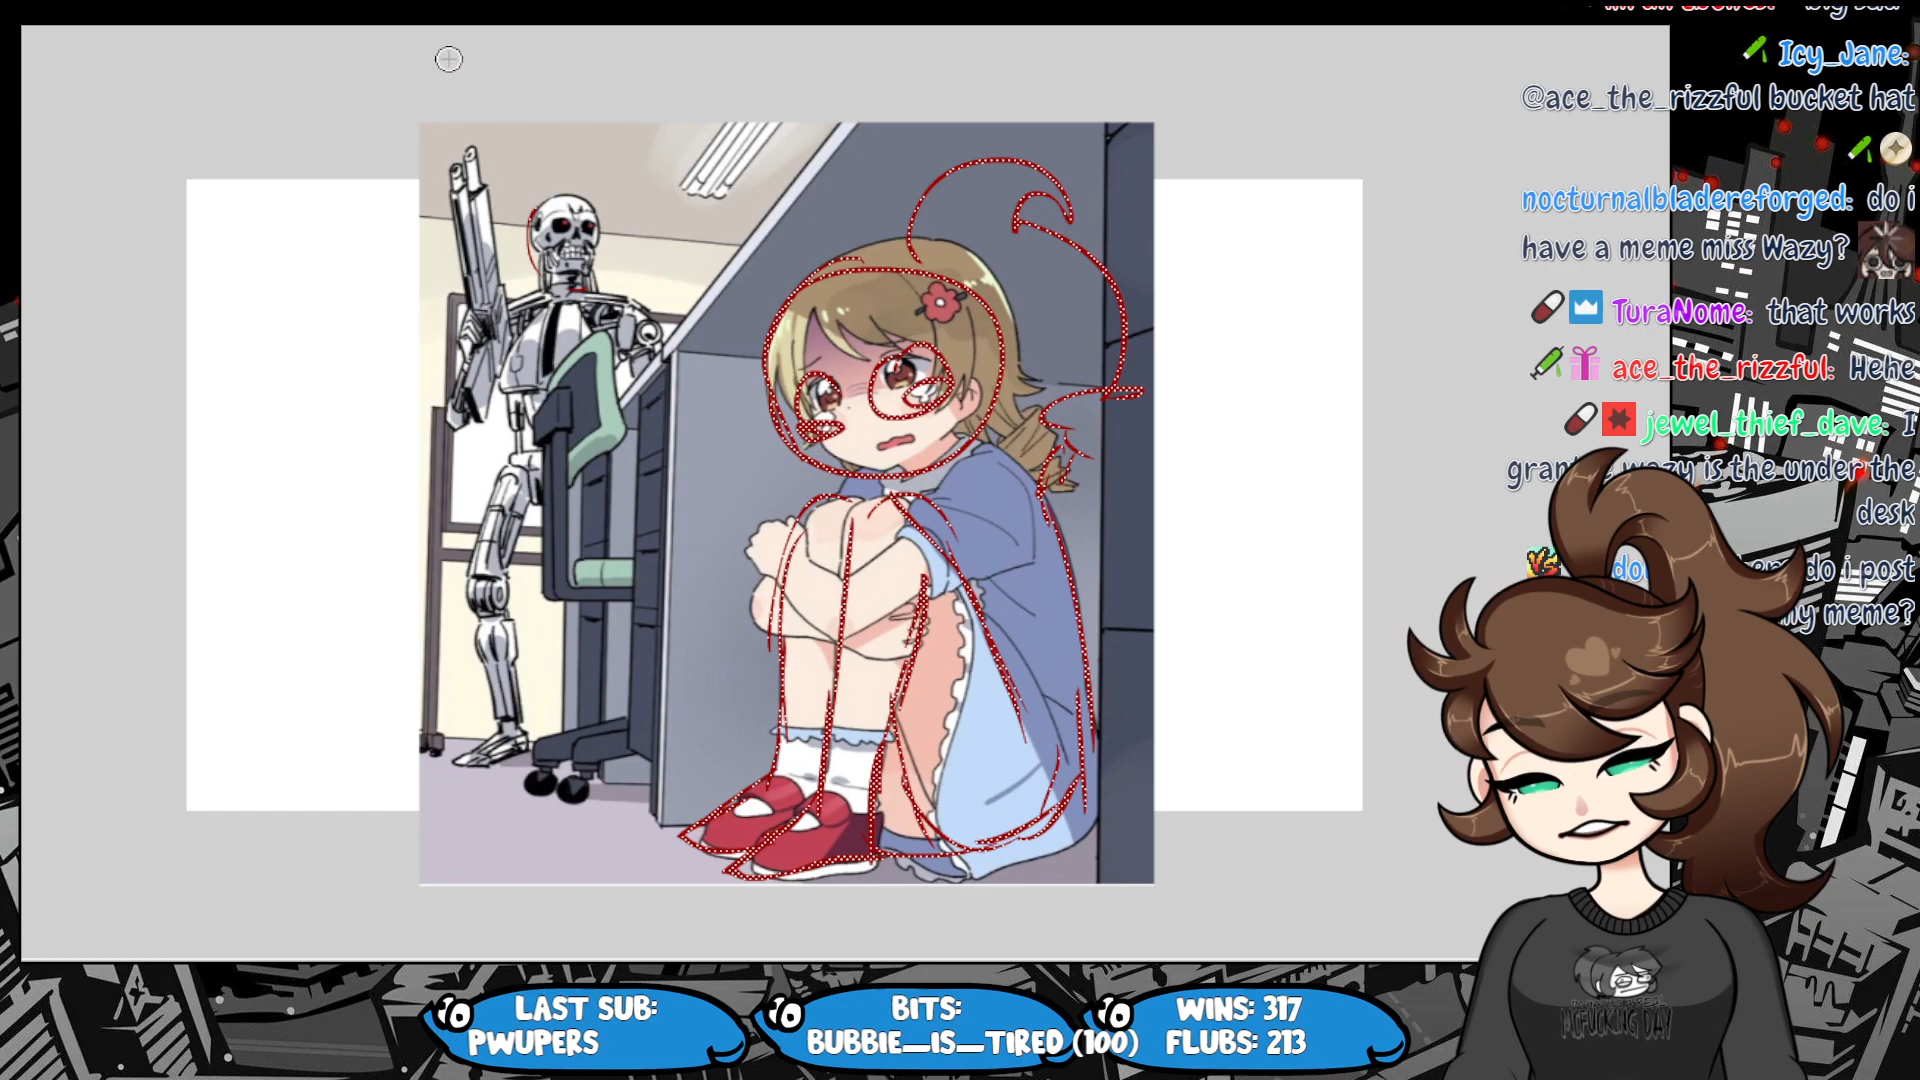 Icy_Jane:
@ace_the_rizzful bucket hat
nocturnalbladereforged: do i
have a meme miss Wazy?
TuraNome: that works
ace_the_rizzful: Hehe
jewel_thief_dave: I
wazy is the under the
desk
do i post
my meme?
LAST SUB:
PWUPERS
BITS:
BUBBIE_IS_TIRED (100)
WINS: 317
FLUBS: 213